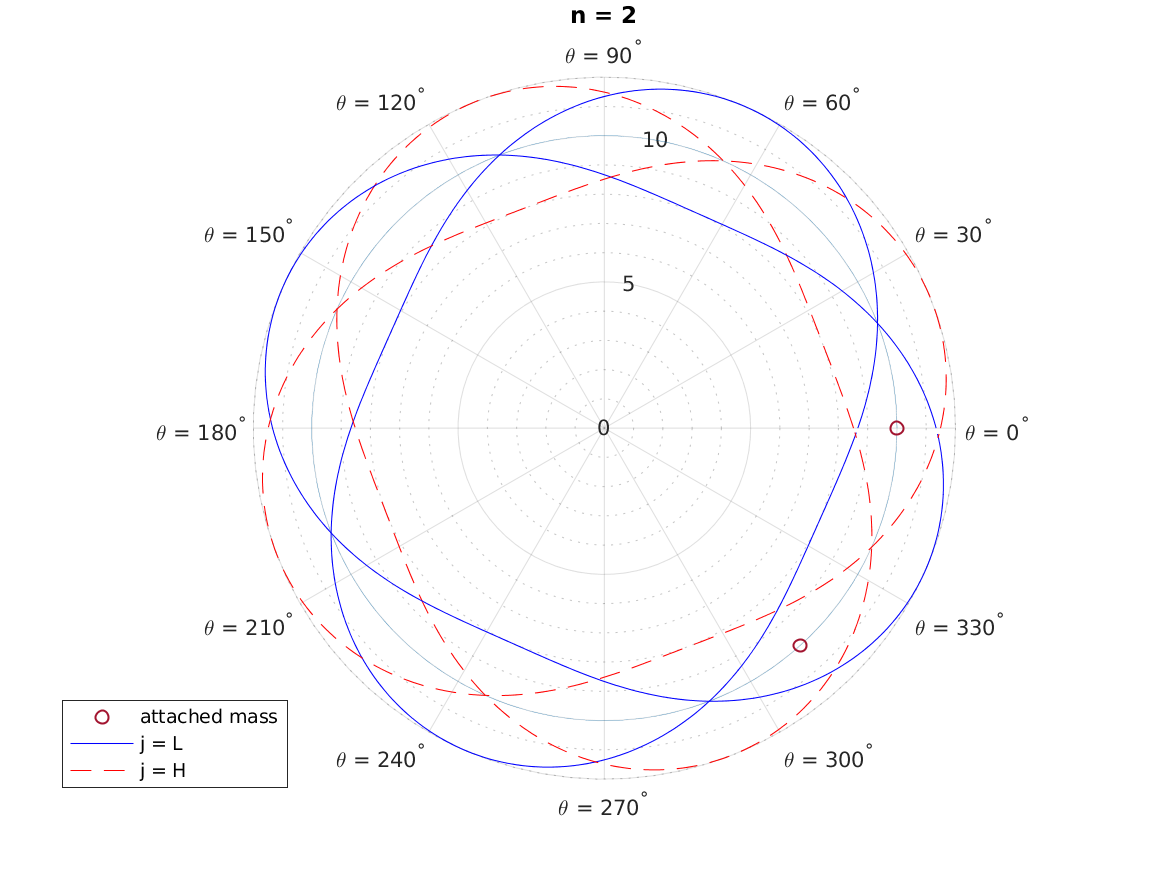 n = 2
θ = 90°
θ = 120°
θ = 60°
10
θ = 150°
θ = 30°
5
θ = 180°
0
θ = 0°
θ = 210°
θ = 330°
attached mass
j = L
j = H
θ = 240°
θ = 300°
θ = 270°